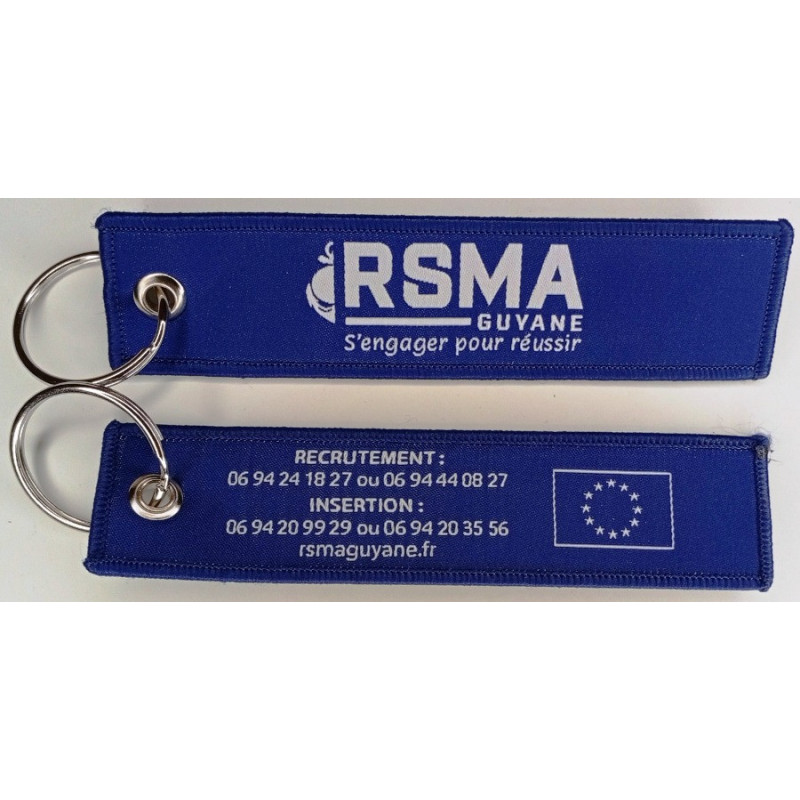 RSMA
GUYANE
S'engager pour réussir
RECRUTEMENT :
06 94 24 18 27 ou 06 94 44 08 27
INSERTION :
06 94 20 99 29 ou 06 94 20 35 56
rsmaguyane.fr